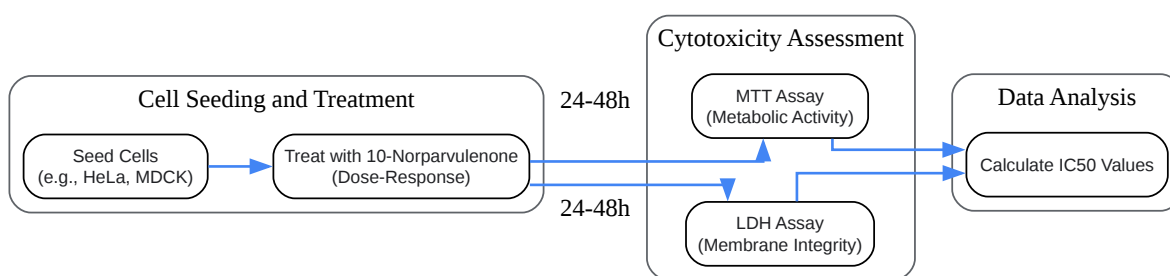 Cell Seeding and Treatment
Seed Cells
(e.g., HeLa, MDCK)
Treat with 10-Norparvulenone
(Dose-Response)
24-48h
24-48h
Cytotoxicity Assessment
MTT Assay
(Metabolic Activity)
LDH Assay
(Membrane Integrity)
Data Analysis
Calculate IC50 Values